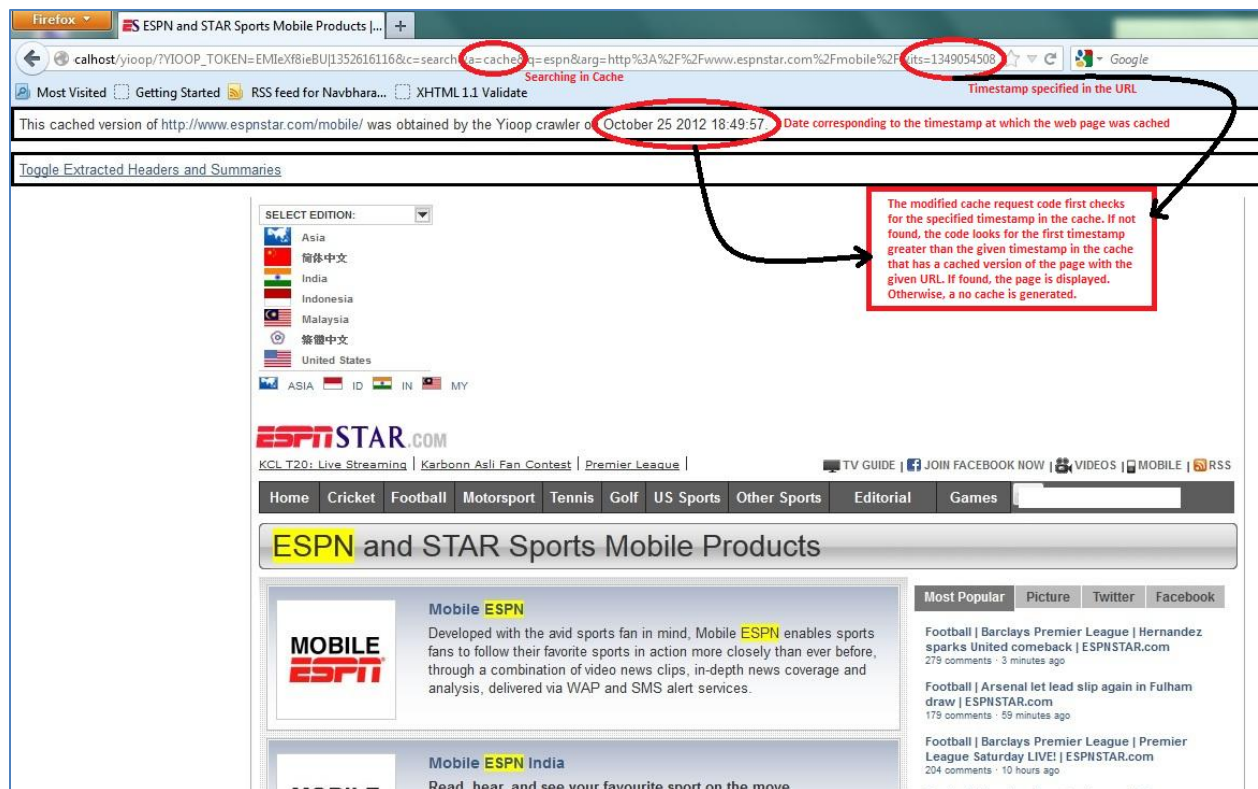 Firefox
ESPN and STAR Sports Mobile Products |...
calhost/yioop/?YIOOP_TOKEN=EMIeXf8ieBUJ|1352616116&c=search&a=cache&q=espn&arg=http%3A%2F%2Fwww.espnstar.com%2Fmobile%2F&its=1349054508
Google
Searching in Cache
Timestamp specified in the URL
Most Visited Getting Started RSS feed for Navbhara... XHTML 1.1 Validate
This cached version of http://www.espnstar.com/mobile/ was obtained by the Yioop crawler on October 25 2012 18:49:57.
Date corresponding to the timestamp at which the web page was cached
Toggle Extracted Headers and Summaries
The modified cache request code first checks
for the specified timestamp in the cache. If not
found, the code looks for the first timestamp
greater than the given timestamp in the cache
that has a cached version of the page with the
given URL. If found, the page is displayed.
Otherwise, a no cache is generated.
SELECT EDITION:
Asia
简体中文
India
Indonesia
Malaysia
繁體中文
United States
ASIA ID IN MY
ESPN STAR.COM
KCL T20: Live Streaming | Karbonn Asli Fan Contest | Premier League |
TV GUIDE | JOIN FACEBOOK NOW | VIDEOS | MOBILE | RSS
Home Cricket Football Motorsport Tennis Golf US Sports Other Sports Editorial Games
ESPN and STAR Sports Mobile Products
MOBILE
ESPN
Mobile ESPN
Developed with the avid sports fan in mind, Mobile ESPN enables sports
fans to follow their favorite sports in action more closely than ever before,
through a combination of video news clips, in-depth news coverage and
analysis, delivered via WAP and SMS alert services.
Mobile ESPN India
Read, hear, and see your favourite sport on the move
Most Popular Picture Twitter Facebook
Football | Barclays Premier League | Hernandez
sparks United comeback | ESPNSTAR.com
279 comments · 3 minutes ago
Football | Arsenal let lead slip again in Fulham
draw | ESPNSTAR.com
179 comments · 59 minutes ago
Football | Barclays Premier League | Premier
League Saturday LIVE! | ESPNSTAR.com
204 comments · 10 hours ago